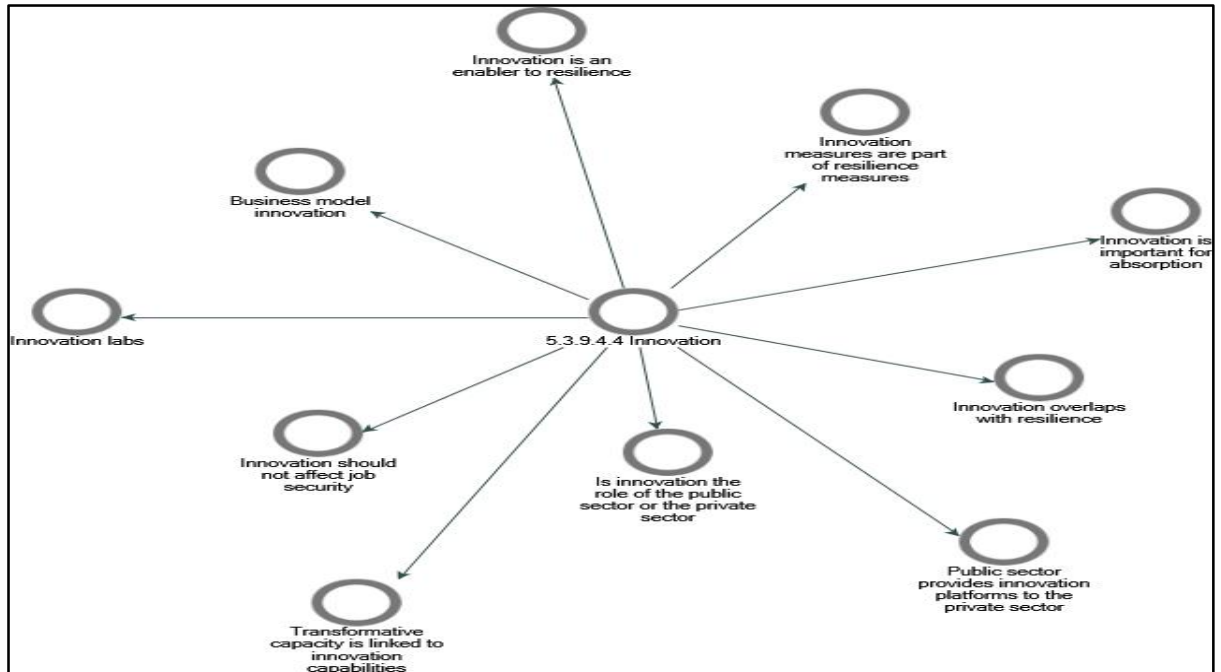 Innovation is an
enabler to resilience
Innovation
measures are part
of resilience
measures
Business model
innovation
Innovation is
important for
absorption
Innovation labs
5.3.9.4.4 Innovation
Innovation overlaps
with resilience
Innovation should
not affect job
security
Is innovation the
role of the public
sector or the private
sector
Public sector
provides innovation
platforms to the
private sector
Transformative
capacity is linked to
innovation
capabilities